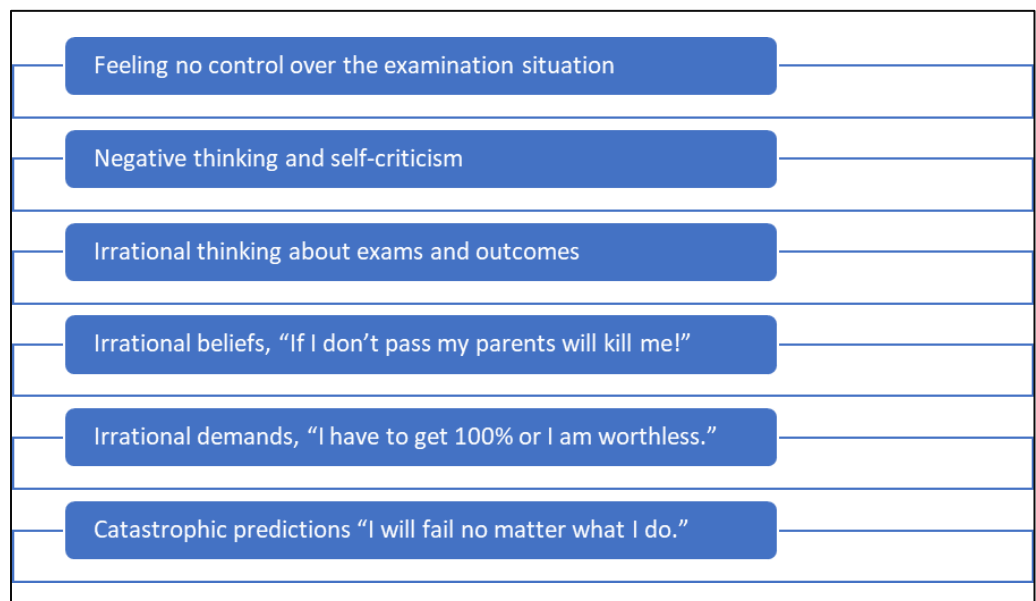 Feeling no control over the examination situation
Negative thinking and self-criticism
Irrational thinking about exams and outcomes
Irrational beliefs, “If I don’t pass my parents will kill me!”
Irrational demands, “I have to get 100% or I am worthless.”
Catastrophic predictions “I will fail no matter what I do.”